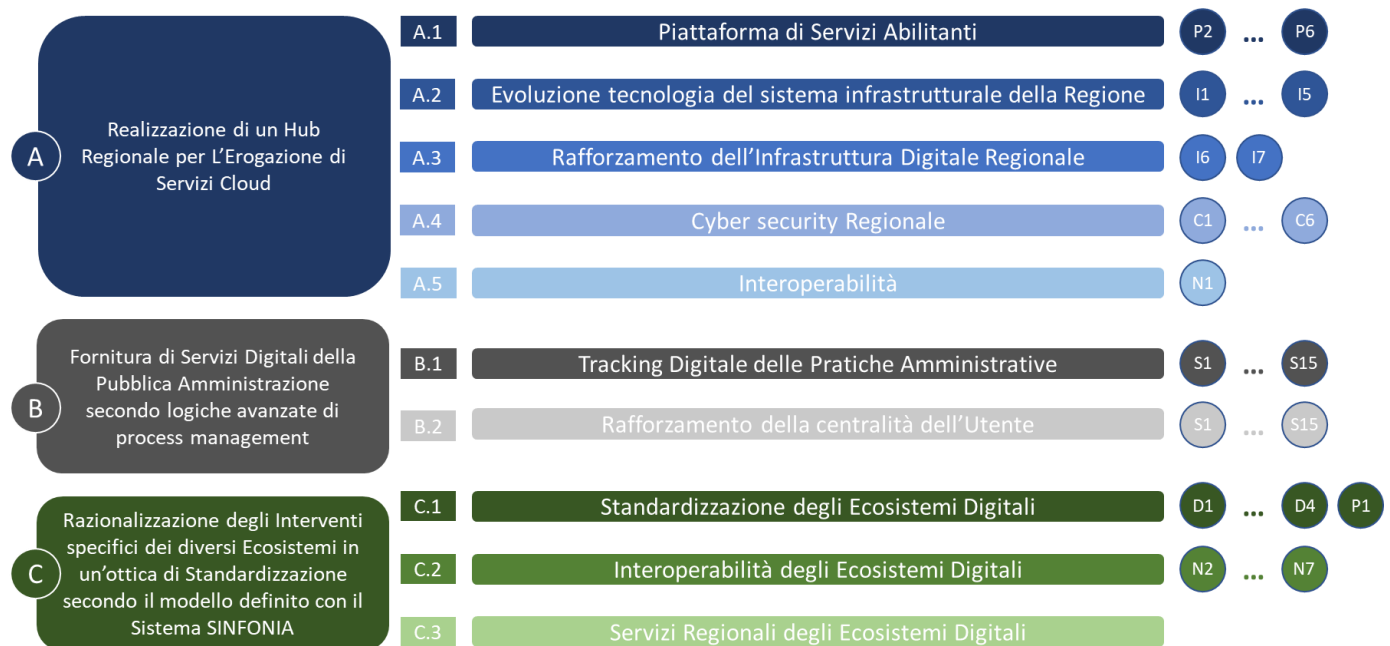 A
Realizzazione di un Hub
Regionale per L'Erogazione di
Servizi Cloud
A.1 Piattaforma di Servizi Abilitanti P2 ... P6
A.2 Evoluzione tecnologia del sistema infrastrutturale della Regione I1 ... I5
A.3 Rafforzamento dell'Infrastruttura Digitale Regionale I6 I7
A.4 Cyber security Regionale C1 ... C6
A.5 Interoperabilità N1
B
Fornitura di Servizi Digitali della
Pubblica Amministrazione
secondo logiche avanzate di
process management
B.1 Tracking Digitale delle Pratiche Amministrative S1 ... S15
B.2 Rafforzamento della centralità dell'Utente S1 ... S15
C
Razionalizzazione degli Interventi
specifici dei diversi Ecosistemi in
un'ottica di Standardizzazione
secondo il modello definito con il
Sistema SINFONIA
C.1 Standardizzazione degli Ecosistemi Digitali D1 ... D4 P1
C.2 Interoperabilità degli Ecosistemi Digitali N2 ... N7
C.3 Servizi Regionali degli Ecosistemi Digitali